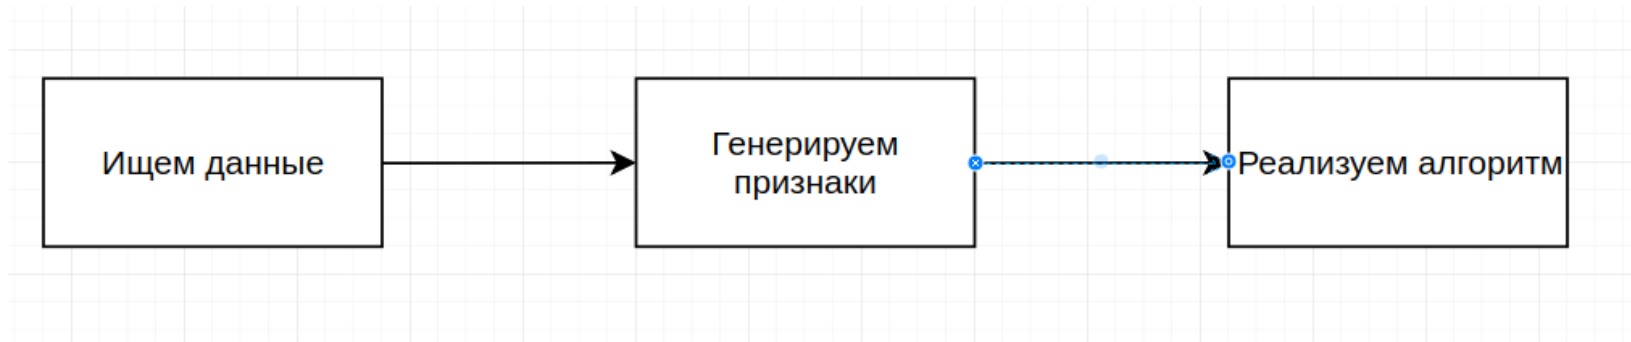 Ищем данные
Генерируем
признаки
Реализуем алгоритм